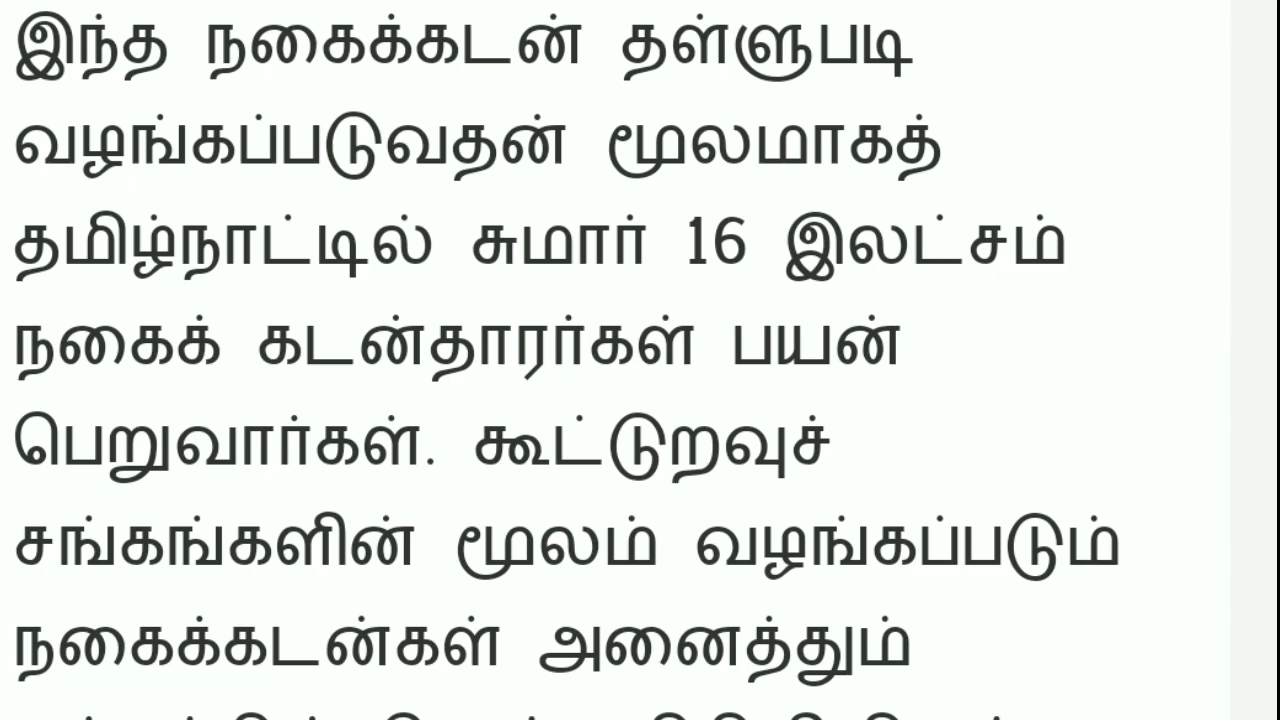 இந்த நகைக்கடன் தள்ளுபடி
வழங்கப்படுவதன் மூலமாகத்
தமிழ்நாட்டில் சுமார் 16 இலட்சம்
நகைக் கடன்தாரர்கள் பயன்
பெறுவார்கள். கூட்டுறவுச்
சங்கங்களின் மூலம் வழங்கப்படும்
நகைக்கடன்கள் அனைத்தும்